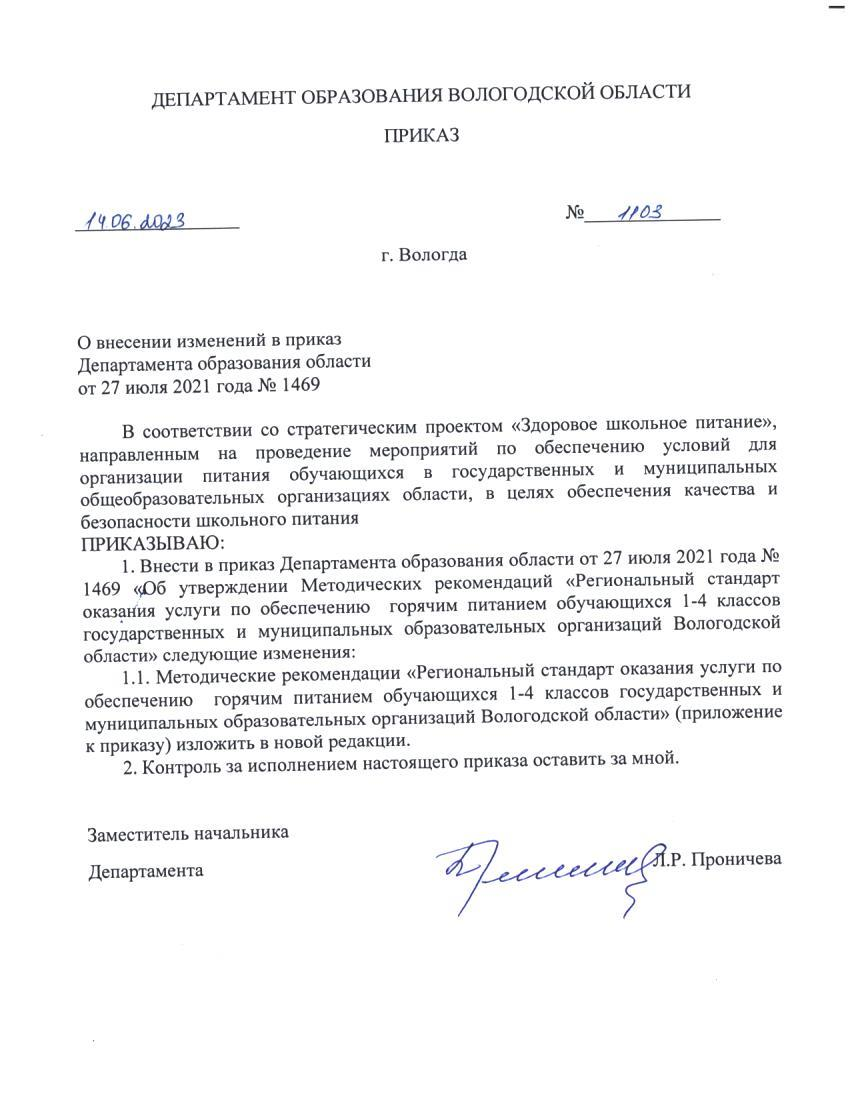 ДЕПАРТАМЕНТ ОБРАЗОВАНИЯ ВОЛОГОДСКОЙ ОБЛАСТИ
ПРИКАЗ
14.06.2023 № 1103
г. Вологда
О внесении изменений в приказ
Департамента образования области
от 27 июля 2021 года № 1469
В соответствии со стратегическим проектом «Здоровое школьное питание»,
направленным на проведение мероприятий по обеспечению условий для
организации питания обучающихся в государственных и муниципальных
общеобразовательных организациях области, в целях обеспечения качества и
безопасности школьного питания
ПРИКАЗЫВАЮ:
1. Внести в приказ Департамента образования области от 27 июля 2021 года №
1469 «Об утверждении Методических рекомендаций «Региональный стандарт
оказания услуги по обеспечению горячим питанием обучающихся 1-4 классов
государственных и муниципальных образовательных организаций Вологодской
области» следующие изменения:
1.1. Методические рекомендации «Региональный стандарт оказания услуги по
обеспечению горячим питанием обучающихся 1-4 классов государственных и
муниципальных образовательных организаций Вологодской области» (приложение
к приказу) изложить в новой редакции.
2. Контроль за исполнением настоящего приказа оставить за мной.
Заместитель начальника
Департамента Л.Р. Проничева